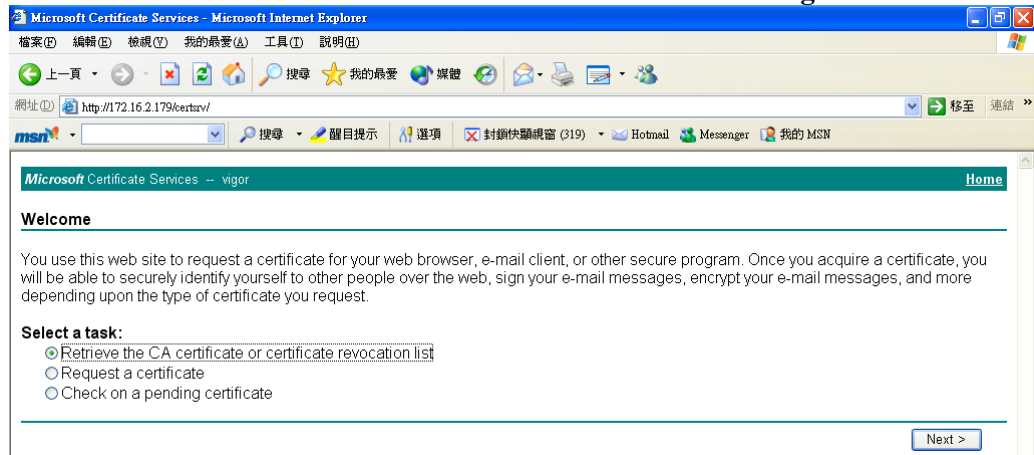 Microsoft Certificate Services - Microsoft Internet Explorer
檔案(F) 編輯(E) 檢視(V) 我的最愛(A) 工具(T) 說明(H)
上一頁 搜尋 我的最愛 媒體
網址(D) http://172.16.2.179/certsrv/ 移至 連結 »
msn 搜尋 醒目提示 選項 封鎖快顯視窗 (319) Hotmail Messenger 我的 MSN
Microsoft Certificate Services -- vigor Home
Welcome
You use this web site to request a certificate for your web browser, e-mail client, or other secure program. Once you acquire a certificate, you
will be able to securely identify yourself to other people over the web, sign your e-mail messages, encrypt your e-mail messages, and more
depending upon the type of certificate you request.
Select a task:
Retrieve the CA certificate or certificate revocation list
Request a certificate
Check on a pending certificate
Next >